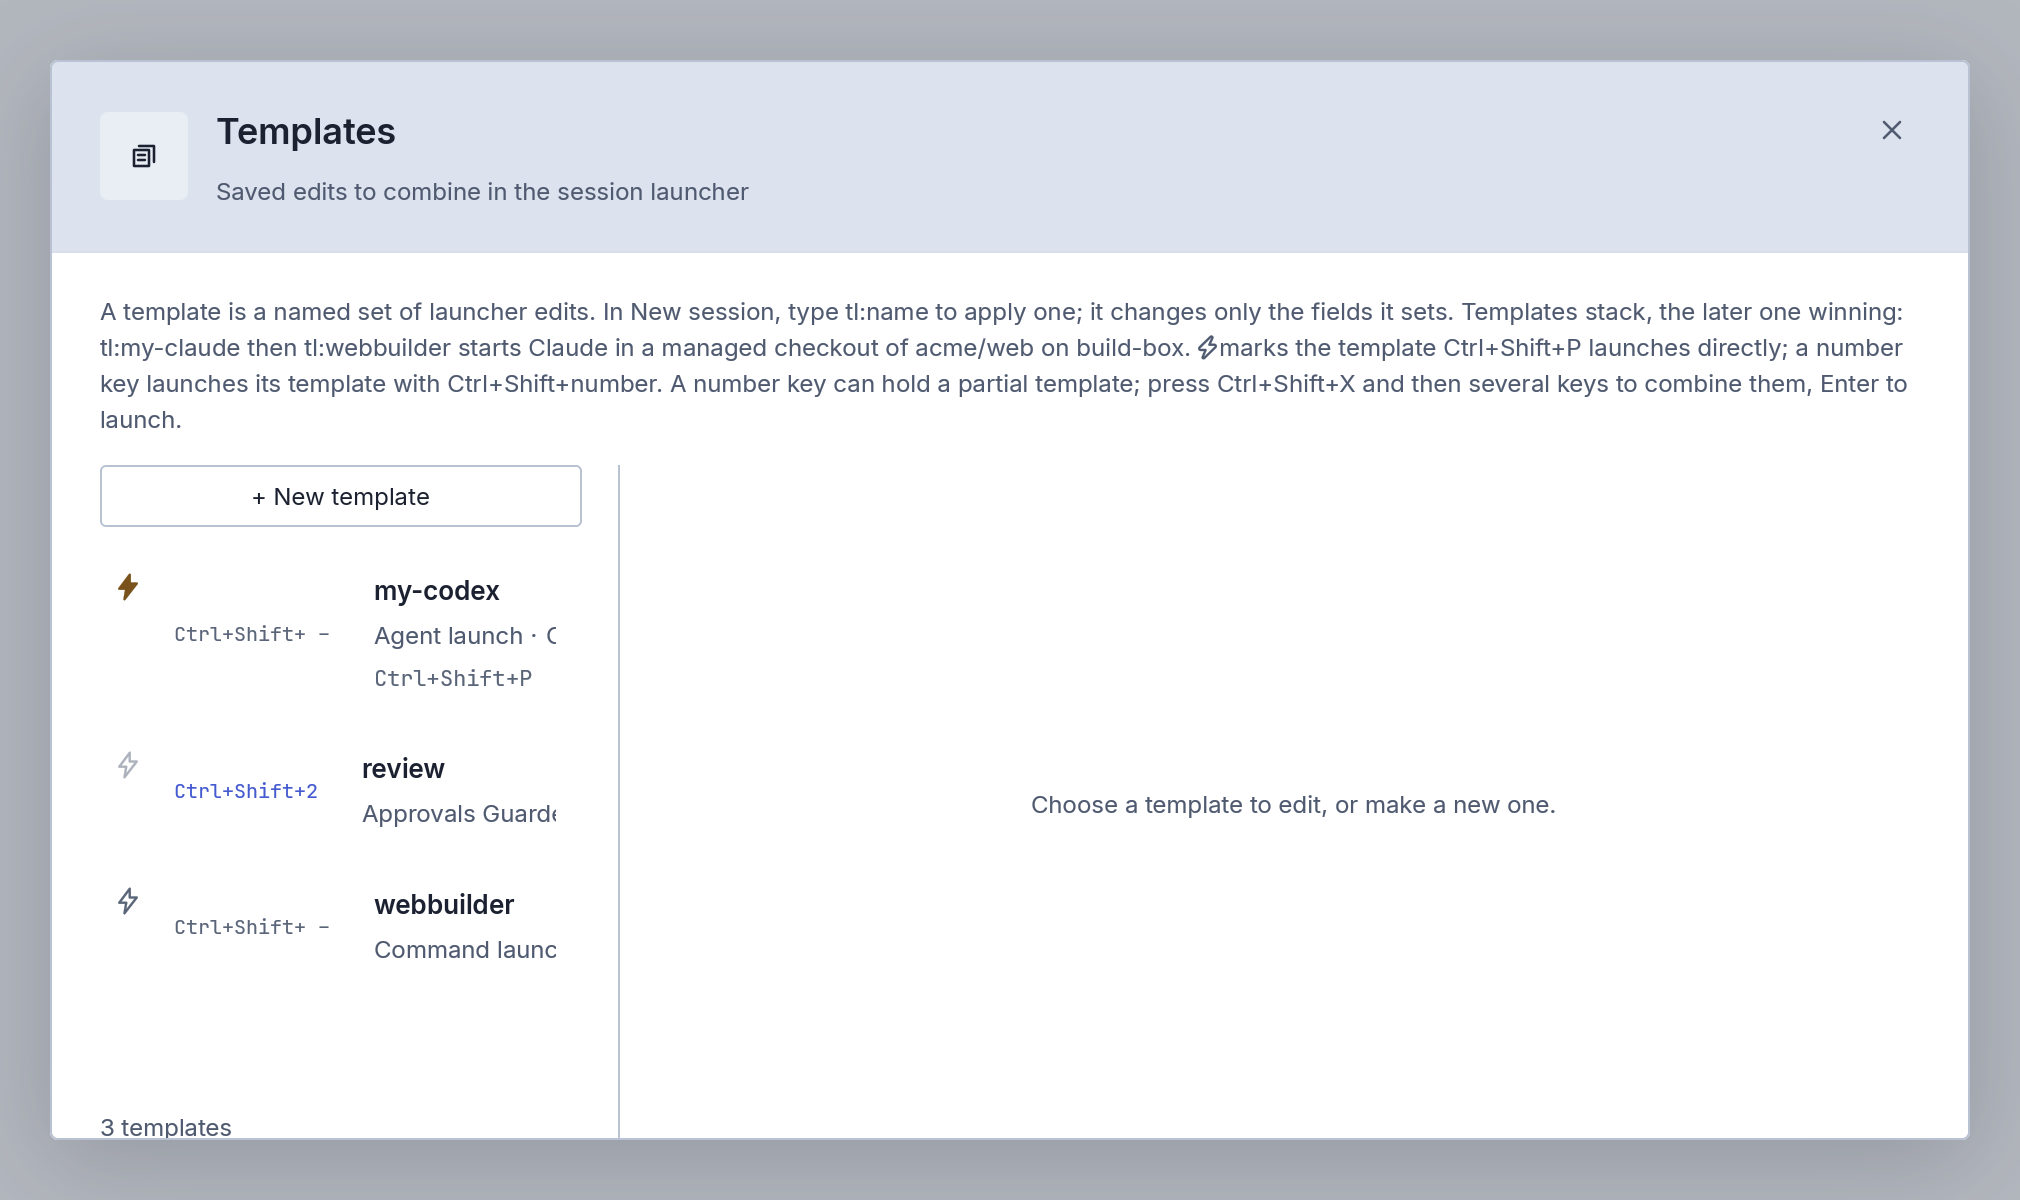 Templates
Saved edits to combine in the session launcher
A template is a named set of launcher edits. In New session, type tl:name to apply one; it changes only the fields it sets. Templates stack, the later one winning:
tl:my-claude then tl:webbuilder starts Claude in a managed checkout of acme/web on build-box. marks the template Ctrl+Shift+P launches directly; a number
key launches its template with Ctrl+Shift+number. A number key can hold a partial template; press Ctrl+Shift+X and then several keys to combine them, Enter to
launch.
+ New template
my-codex
Ctrl+Shift+ –
Agent launch ·
Ctrl+Shift+P
review
Ctrl+Shift+2
Approvals
webbuilder
Ctrl+Shift+ –
Command
3 templates
Choose a template to edit, or make a new one.